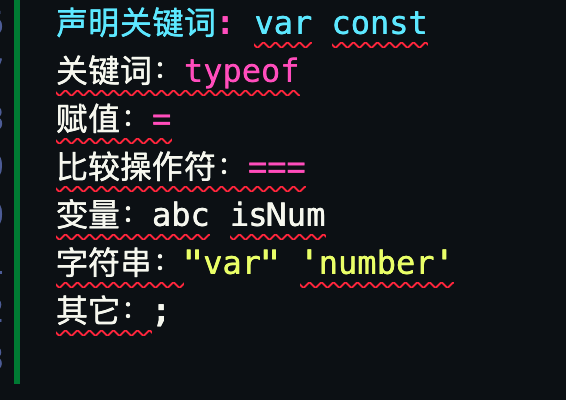 声明关键词: var const
关键词：typeof
赋值：=
比较操作符：===
变量：abc isNum
字符串："var" 'number'
其它：;